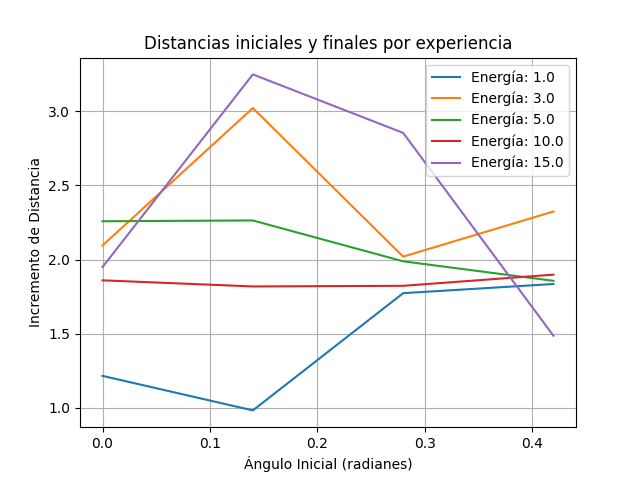 Distancias iniciales y finales por experiencia
Energía: 1.0
Energía: 3.0
Energía: 5.0
Energía: 10.0
Energía: 15.0
3.0
2.5
2.0
1.5
1.0
Incremento de Distancia
0.0 0.1 0.2 0.3 0.4
Ángulo Inicial (radianes)